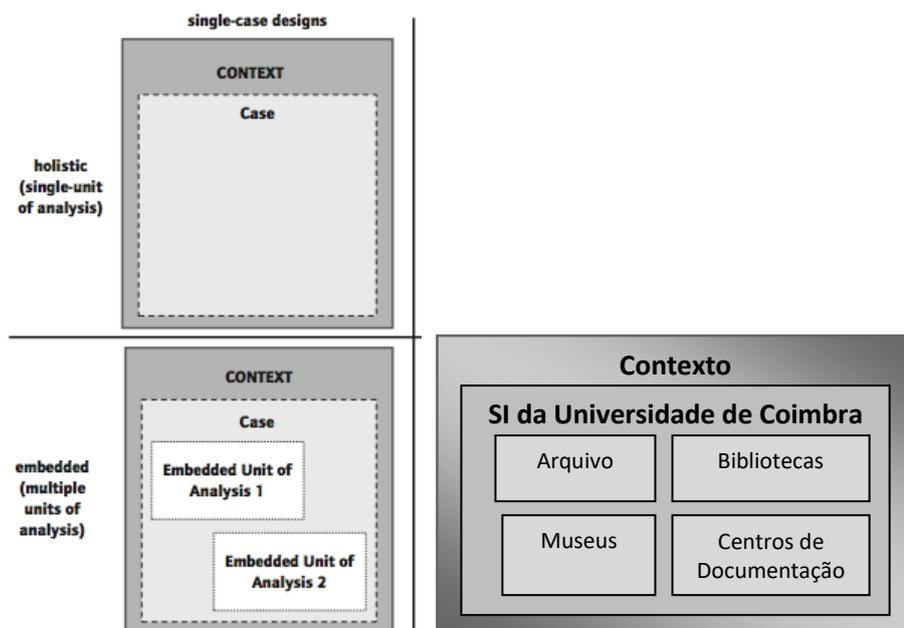 single-case designs
CONTEXT
Case
holistic
(single-unit
of analysis)
CONTEXT
Case
embedded
(multiple
units of
analysis)
Embedded Unit of
Analysis 1
Embedded Unit of
Analysis 2
Contexto
SI da Universidade de Coimbra
Arquivo
Bibliotecas
Museus
Centros de
Documentação